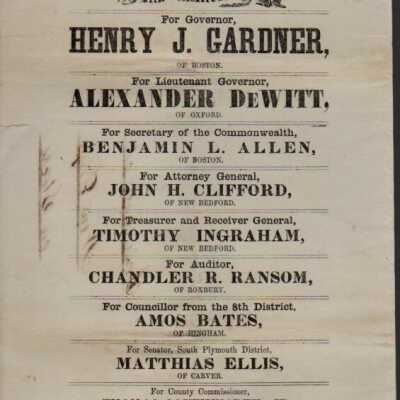 For Governor,
HENRY J. GARDNER,
OF BOSTON.
For Lieutenant Governor,
ALEXANDER DeWITT,
OF OXFORD.
For Secretary of the Commonwealth,
BENJAMIN L. ALLEN,
OF BOSTON.
For Attorney General,
JOHN H. CLIFFORD,
OF NEW BEDFORD.
For Treasurer and Receiver General,
TIMOTHY INGRAHAM,
OF NEW BEDFORD.
For Auditor,
CHANDLER R. RANSOM,
OF ROXBURY.
For Councillor from the 8th District,
AMOS BATES,
OF HINGHAM.
For Senator, South Plymouth District,
MATTHIAS ELLIS,
OF CARVER.
For County Commissioner,